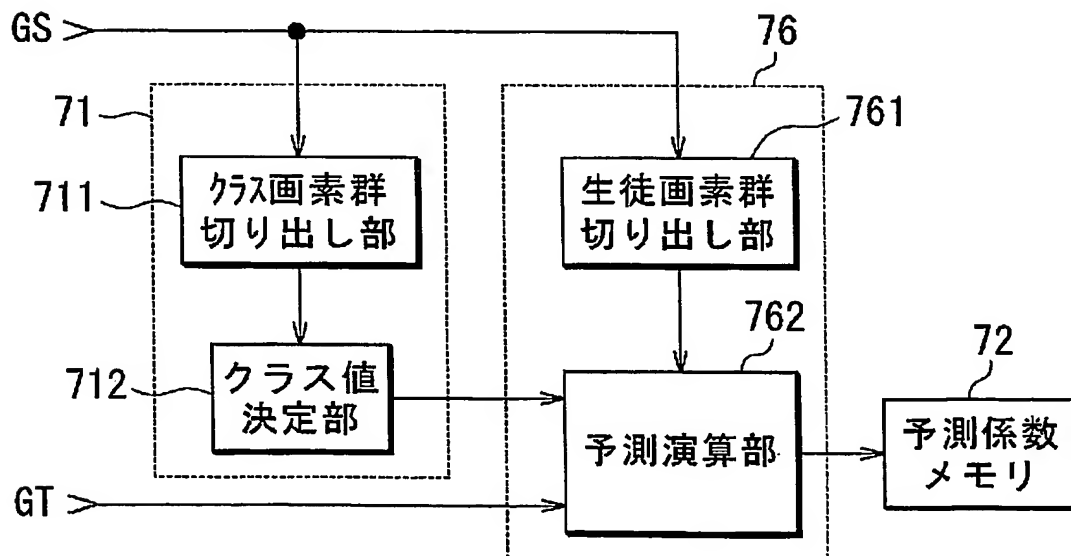 GS
76
71
761
711
クラス画素群
切り出し部
生徒画素群
切り出し部
762
72
712
クラス値
決定部
予測演算部
予測係数
メモリ
GT